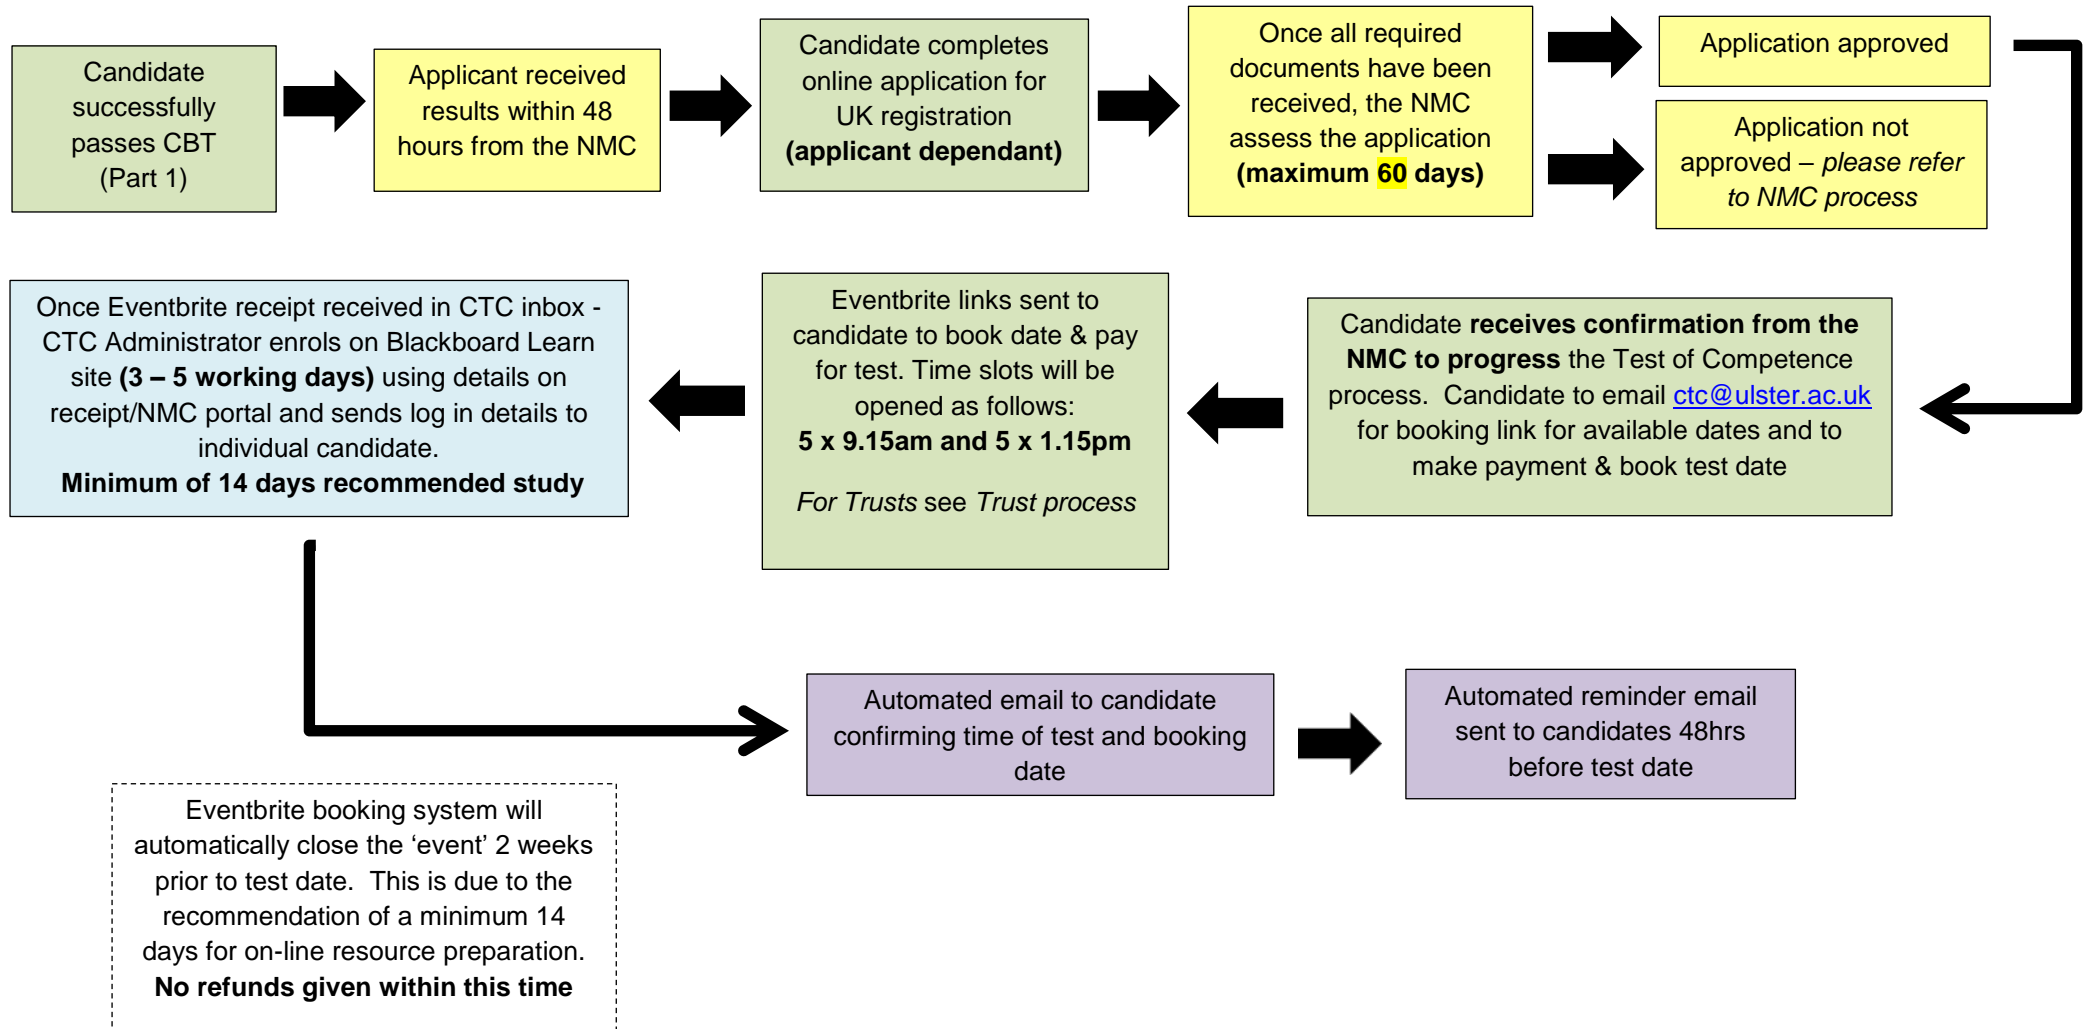 Candidate
successfully
passes CBT
(Part 1)
Applicant received
results within 48
hours from the NMC
Candidate completes
online application for
UK registration
(applicant dependant)
Once all required
documents have been
received, the NMC
assess the application
(maximum 60 days)
Application approved
Application not
approved – please refer
to NMC process
Candidate receives confirmation from the
NMC to progress the Test of Competence
process.  Candidate to email ctc@ulster.ac.uk
for booking link for available dates and to
make payment & book test date
Eventbrite links sent to
candidate to book date & pay
for test. Time slots will be
opened as follows:
5 x 9.15am and 5 x 1.15pm
For Trusts see Trust process
Once Eventbrite receipt received in CTC inbox -
CTC Administrator enrols on Blackboard Learn
site (3 – 5 working days) using details on
receipt/NMC portal and sends log in details to
individual candidate.
Minimum of 14 days recommended study
Automated email to candidate
confirming time of test and booking
date
Automated reminder email
sent to candidates 48hrs
before test date
Eventbrite booking system will
automatically close the ‘event’ 2 weeks
prior to test date.  This is due to the
recommendation of a minimum 14
days for on-line resource preparation.
No refunds given within this time